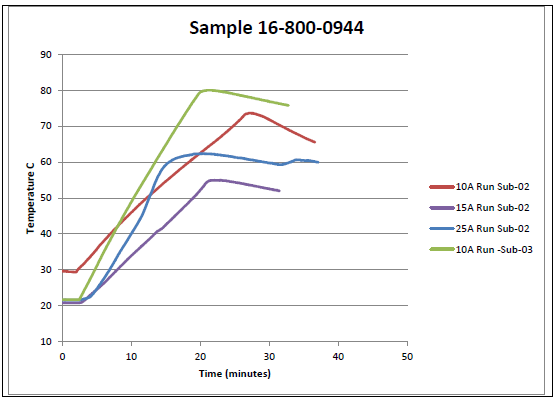 Sample 16-800-0944
90
80
70
60
50
40
30
20
10
Temperature C
0 10 20 30 40 50
Time (minutes)
10A Run Sub-02
15A Run Sub-02
25A Run Sub-02
10A Run -Sub-03